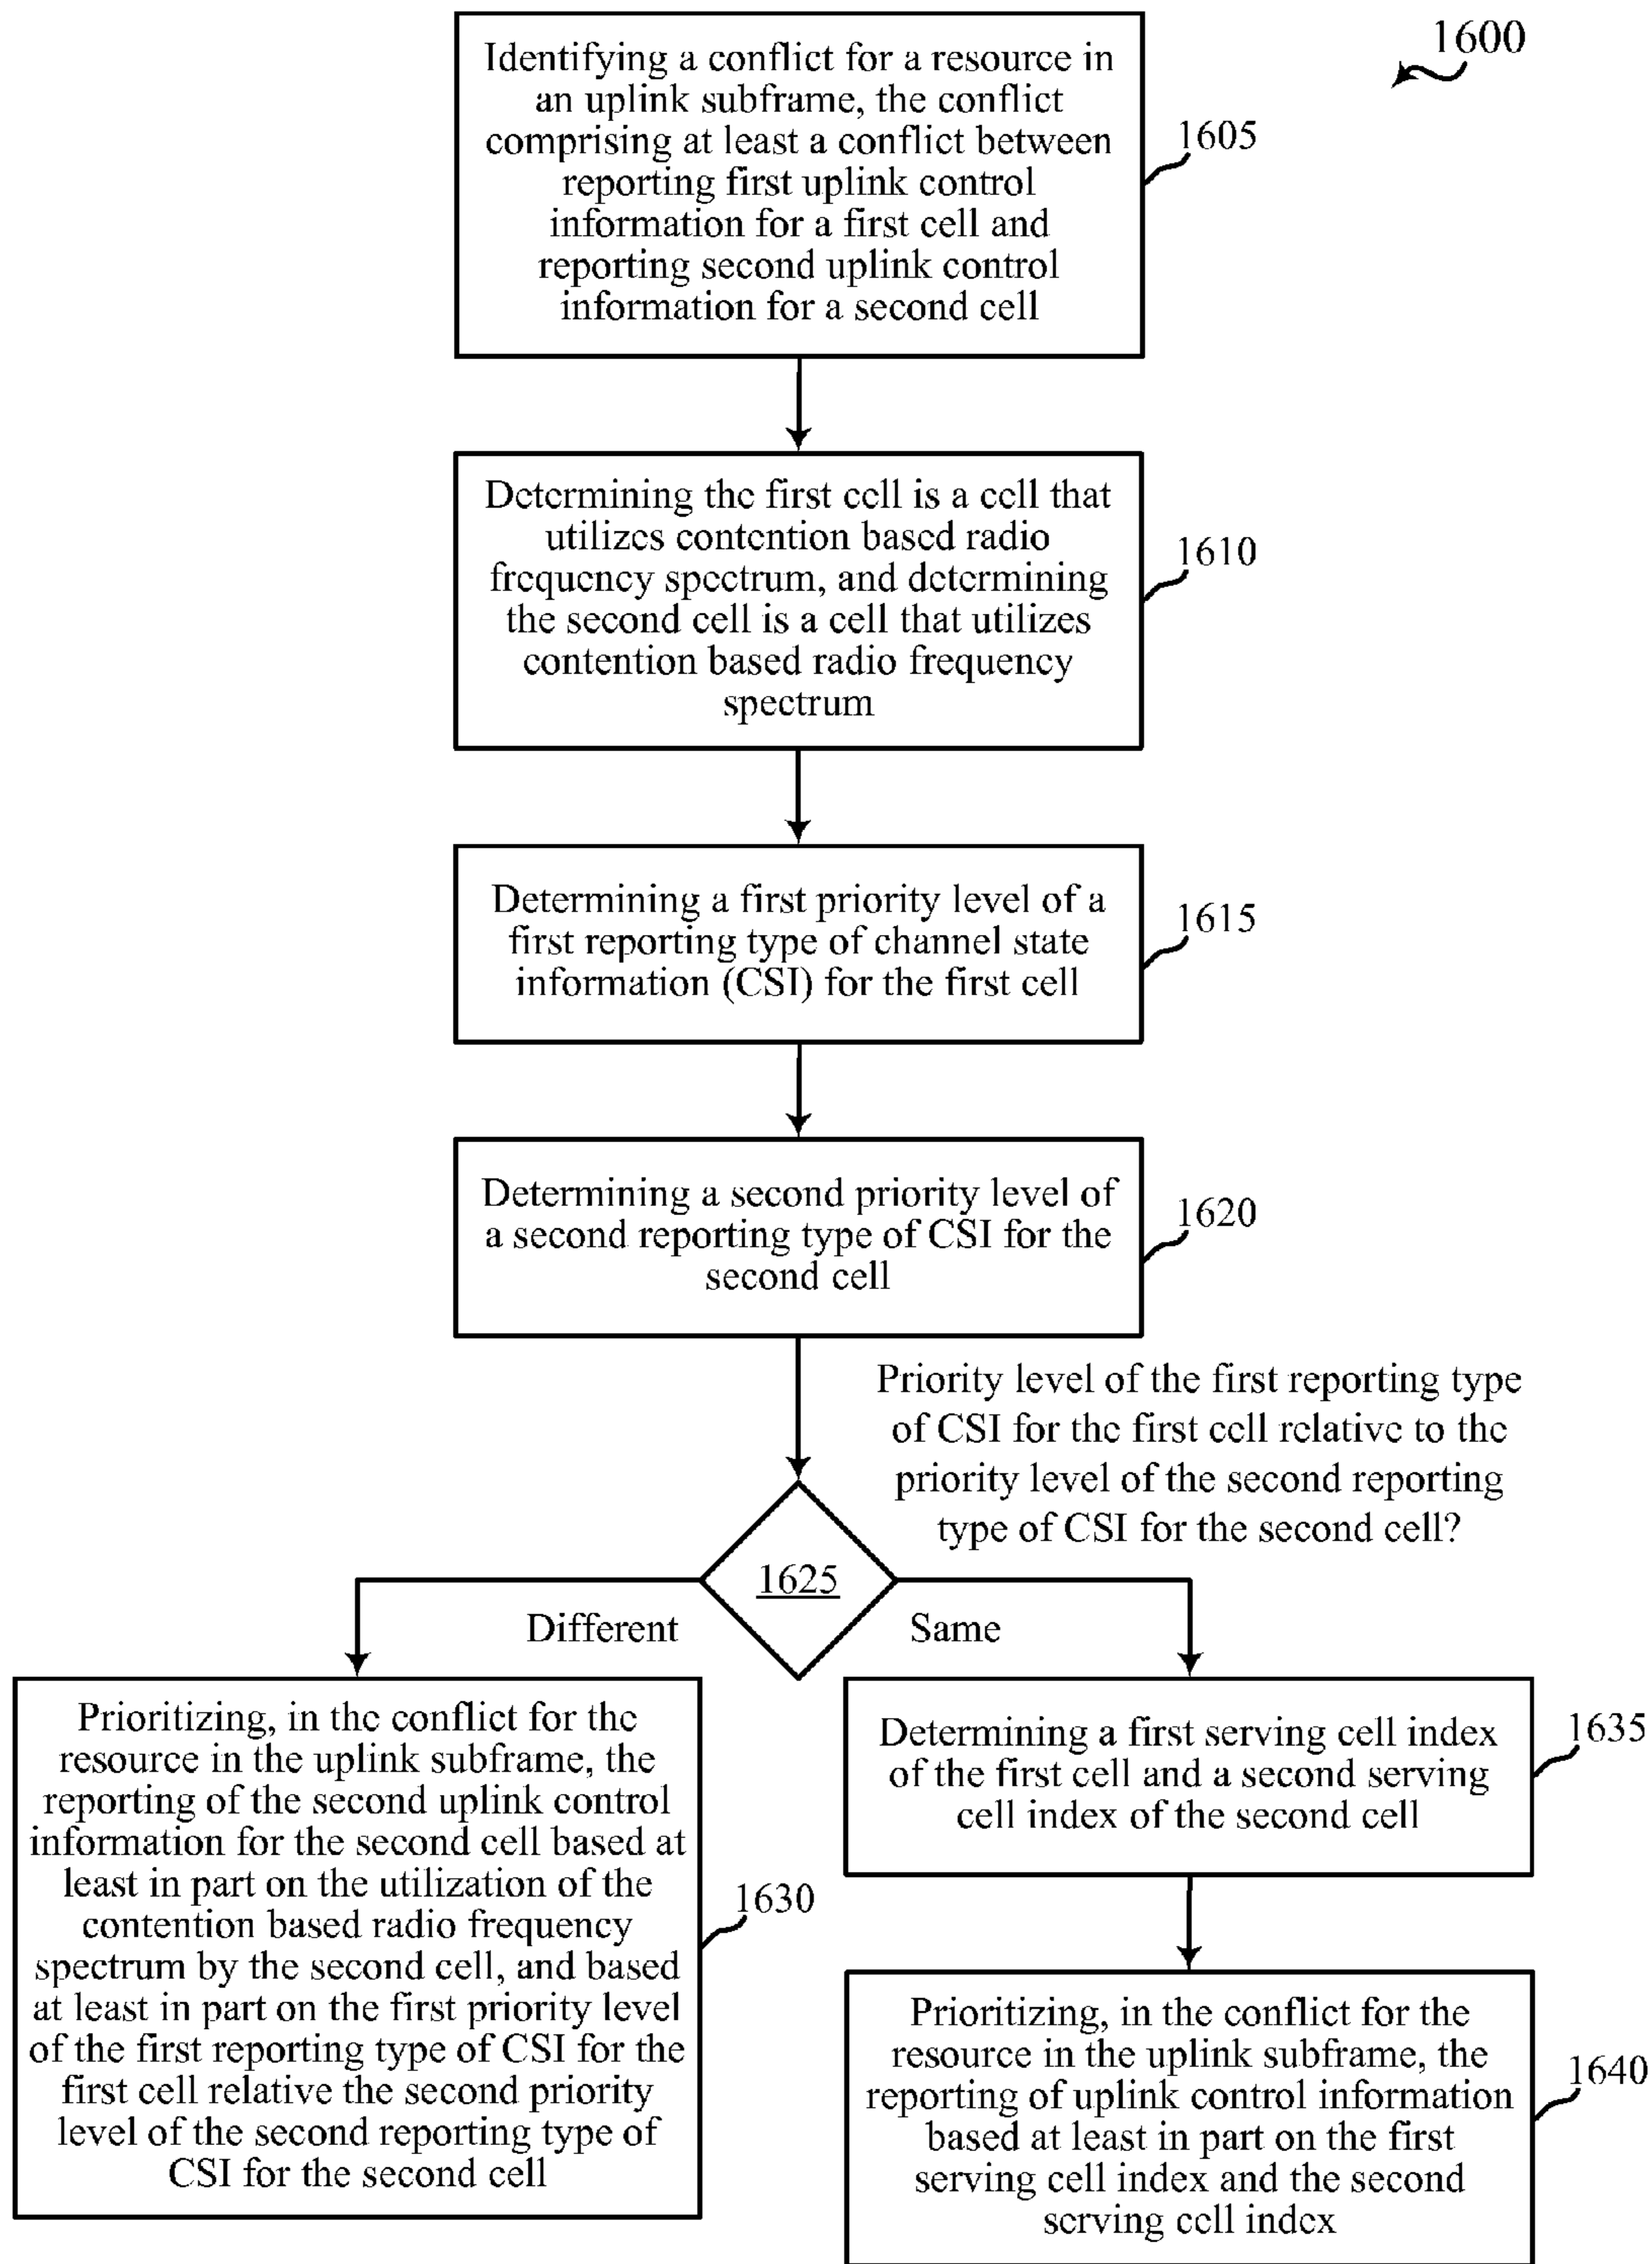 1600
Identifying a conflict for a resource in
an uplink subframe, the conflict
comprising at least a conflict between
reporting first uplink control
information for a first cell and
reporting second uplink control
information for a second cell
1605
Determining the first cell is a cell that
utilizes contention based radio
frequency spectrum, and determining
the second cell is a cell that utilizes
contention based radio frequency
spectrum
1610
Determining a first priority level of a
first reporting type of channel state
information (CSI) for the first cell
1615
Determining a second priority level of
a second reporting type of CSI for the
second cell
1620
Priority level of the first reporting type
of CSI for the first cell relative to the
priority level of the second reporting
type of CSI for the second cell?
1625
Different
Same
Prioritizing, in the conflict for the
resource in the uplink subframe, the
reporting of the second uplink control
information for the second cell based at
least in part on the utilization of the
contention based radio frequency
spectrum by the second cell, and based
at least in part on the first priority level
of the first reporting type of CSI for the
first cell relative the second priority
level of the second reporting type of
CSI for the second cell
1630
Determining a first serving cell index
of the first cell and a second serving
cell index of the second cell
1635
Prioritizing, in the conflict for the
resource in the uplink subframe, the
reporting of uplink control information
based at least in part on the first
serving cell index and the second
serving cell index
1640